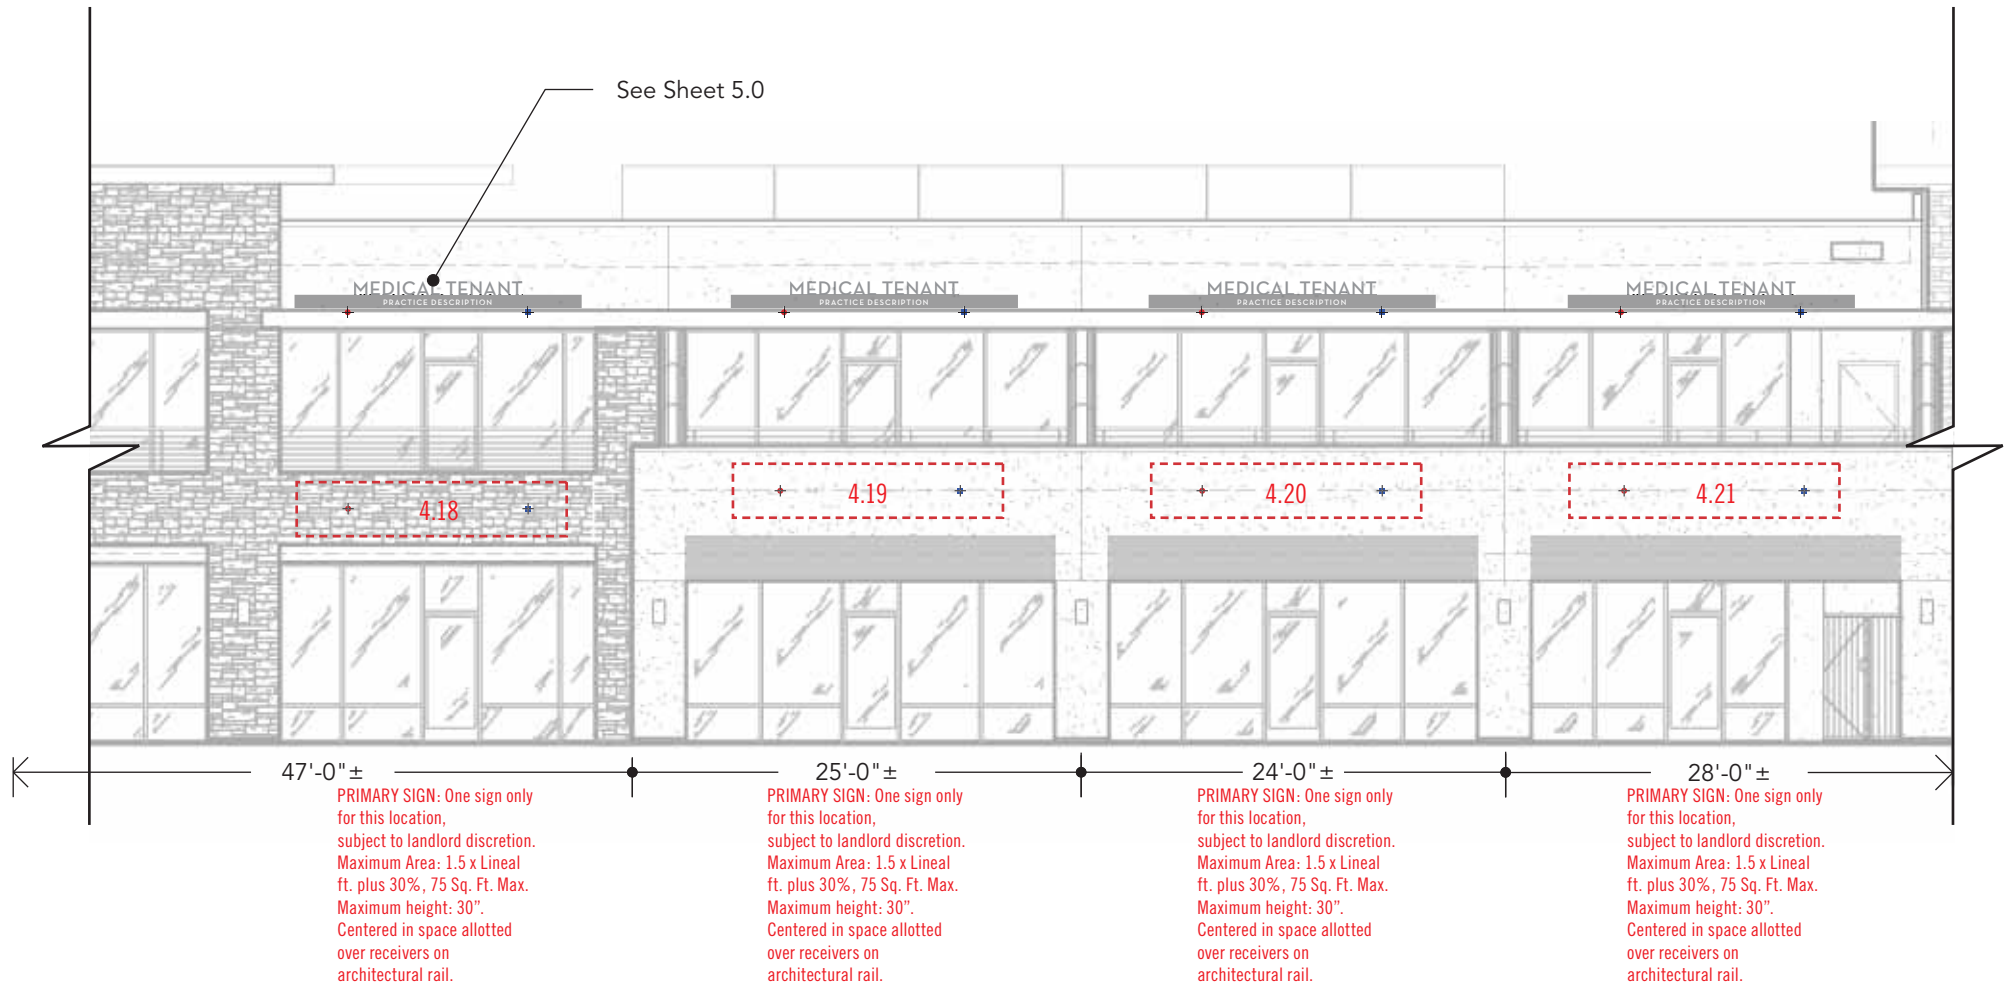 See Sheet 5.0
MEDICAL TENANT
PRACTICE DESCRIPTION
MEDICAL TENANT
PRACTICE DESCRIPTION
MEDICAL TENANT
PRACTICE DESCRIPTION
MEDICAL TENANT
PRACTICE DESCRIPTION
4.18
4.19
4.20
4.21
47'-0"±
25'-0"±
24'-0"±
28'-0"±
PRIMARY SIGN: One sign only
for this location,
subject to landlord discretion.
Maximum Area: 1.5 x Lineal
ft. plus 30%, 75 Sq. Ft. Max.
Maximum height: 30”.
Centered in space allotted
over receivers on
architectural rail.
PRIMARY SIGN: One sign only
for this location,
subject to landlord discretion.
Maximum Area: 1.5 x Lineal
ft. plus 30%, 75 Sq. Ft. Max.
Maximum height: 30”.
Centered in space allotted
over receivers on
architectural rail.
PRIMARY SIGN: One sign only
for this location,
subject to landlord discretion.
Maximum Area: 1.5 x Lineal
ft. plus 30%, 75 Sq. Ft. Max.
Maximum height: 30”.
Centered in space allotted
over receivers on
architectural rail.
PRIMARY SIGN: One sign only
for this location,
subject to landlord discretion.
Maximum Area: 1.5 x Lineal
ft. plus 30%, 75 Sq. Ft. Max.
Maximum height: 30”.
Centered in space allotted
over receivers on
architectural rail.